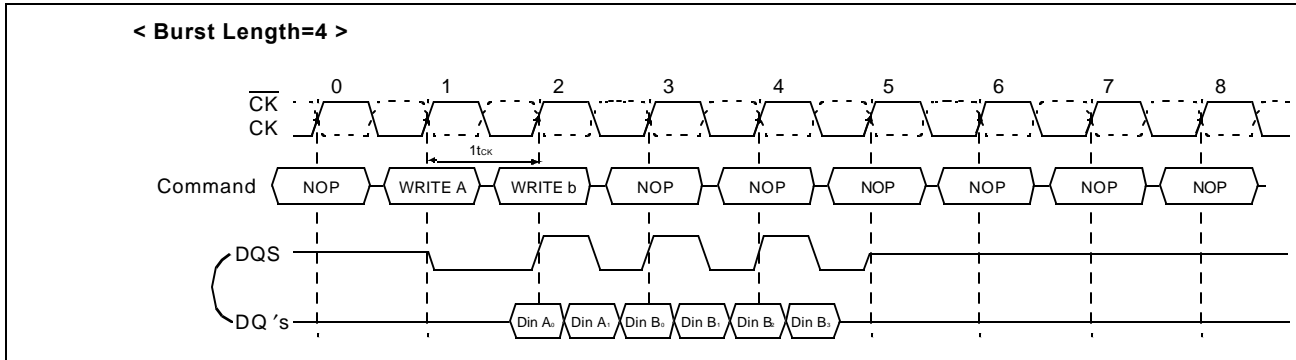 < Burst Length=4 >
0 1 2 3 4 5 6 7 8
CK
CK
1tCK
Command NOP WRITE A WRITE b NOP NOP NOP NOP NOP NOP
DQS
DQ 's Din A₀ Din A₁ Din B₀ Din B₁ Din B₂ Din B₃